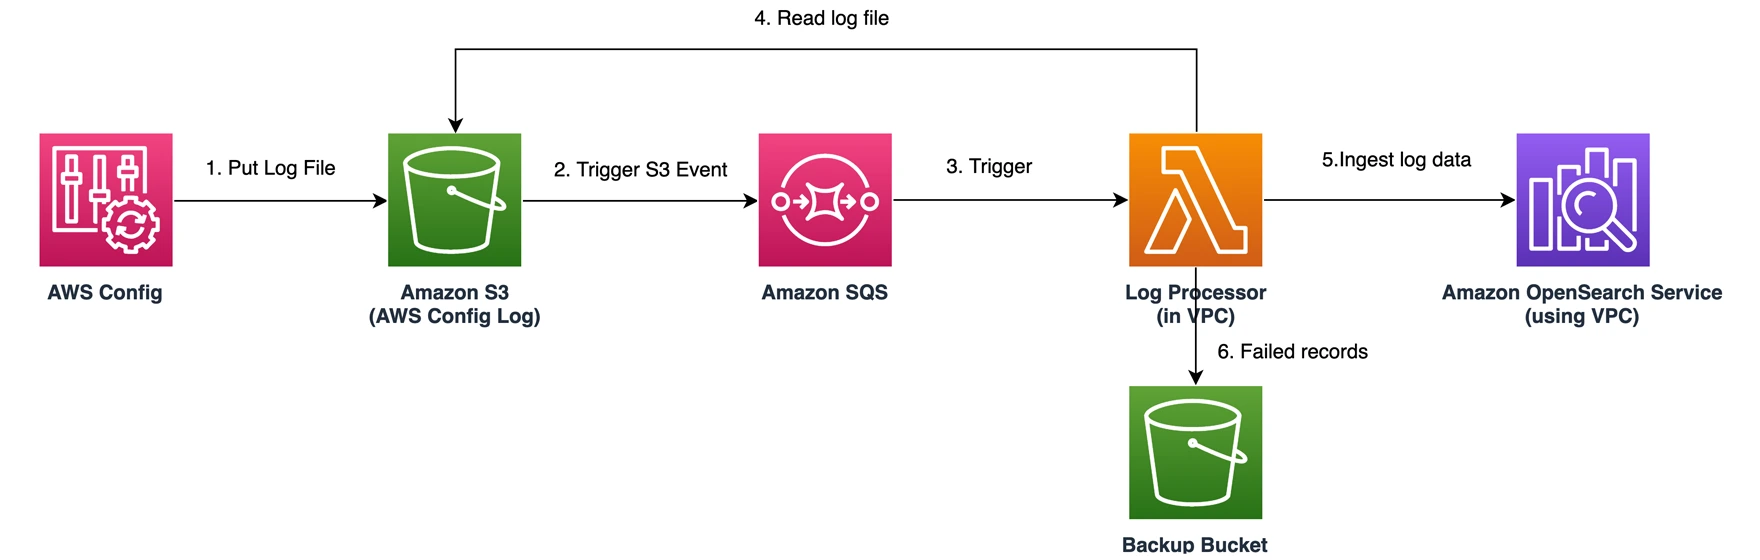 4. Read log file
1. Put Log File
2. Trigger S3 Event
3. Trigger
5.Ingest log data
AWS Config
Amazon S3
(AWS Config Log)
Amazon SQS
Log Processor
(in VPC)
Amazon OpenSearch Service
(using VPC)
6. Failed records
Backup Bucket